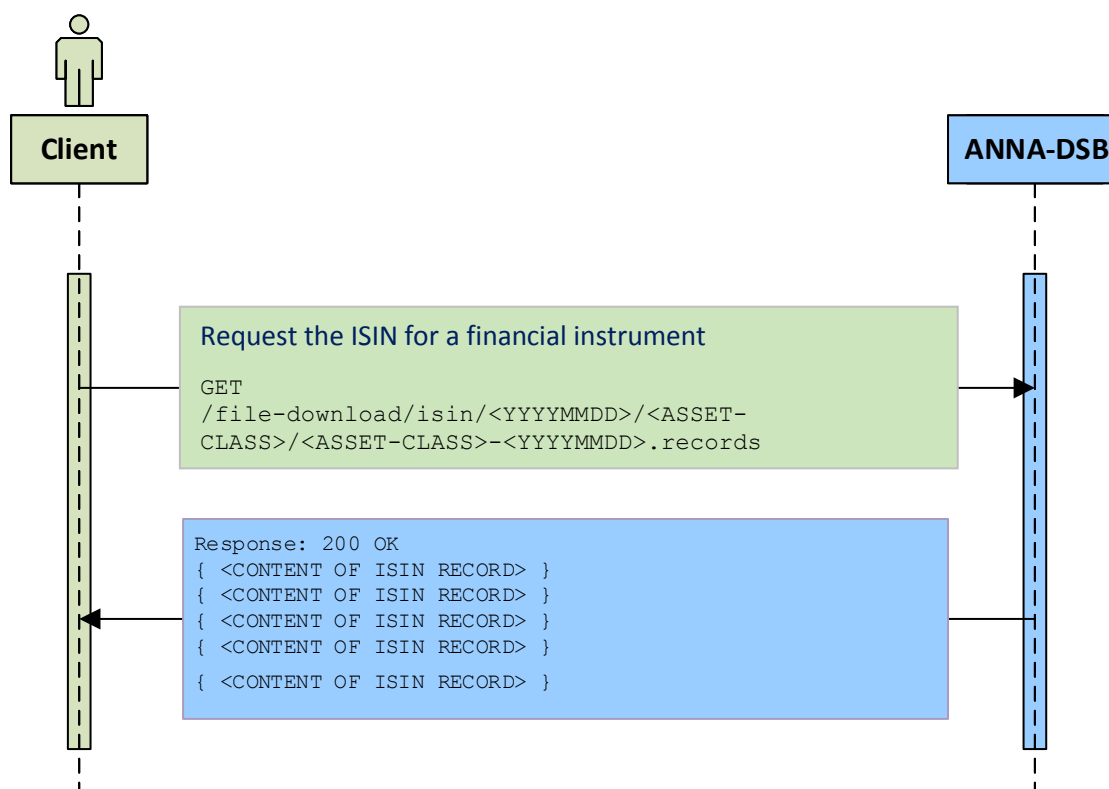 Client
ANNA-DSB
Request the ISIN for a financial instrument
GET
/file-download/isin/<YYYYMMDD>/<ASSET-
CLASS>/<ASSET-CLASS>-<YYYYMMDD>.records
Response: 200 OK
{ <CONTENT OF ISIN RECORD> }
{ <CONTENT OF ISIN RECORD> }
{ <CONTENT OF ISIN RECORD> }
{ <CONTENT OF ISIN RECORD> }
{ <CONTENT OF ISIN RECORD> }